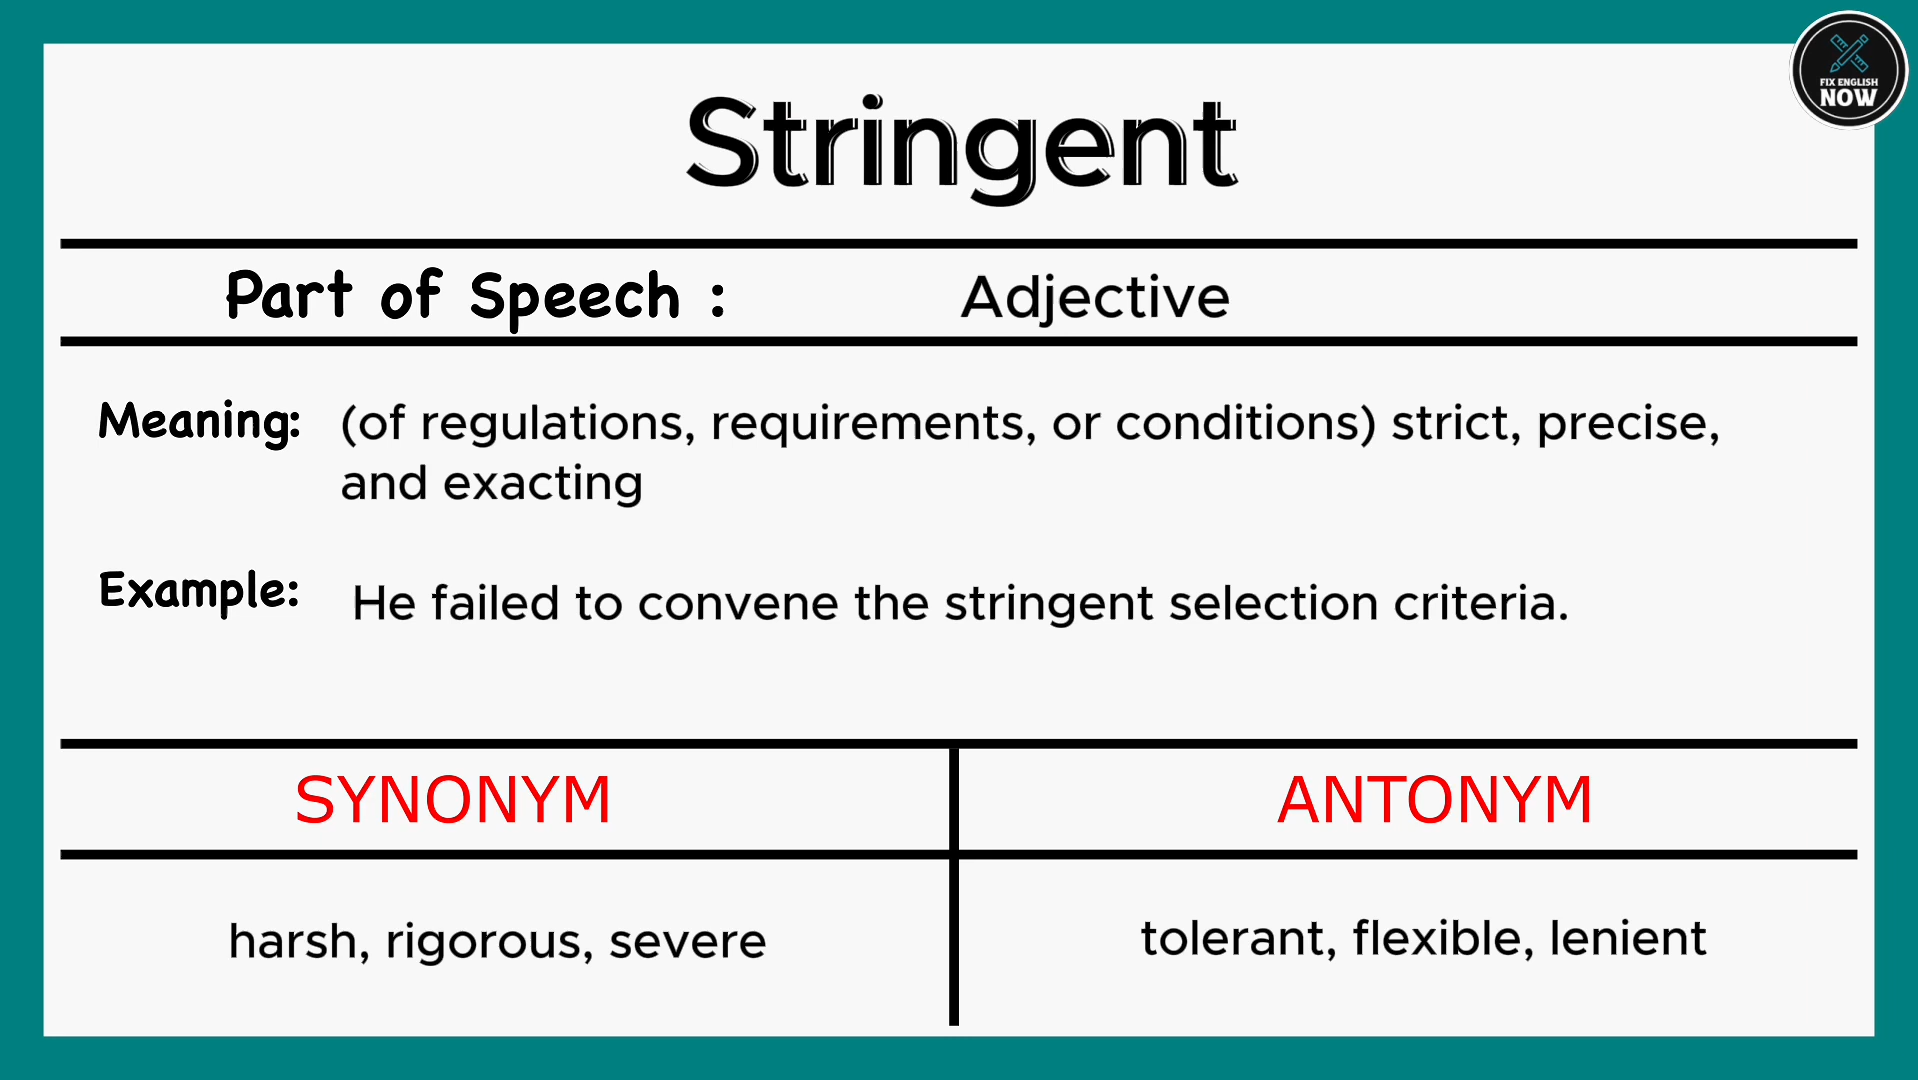 FIX ENGLISH
NOW
Stringent
Part of Speech : Adjective
Meaning: (of regulations, requirements, or conditions) strict, precise,
and exacting
Example: He failed to convene the stringent selection criteria.
SYNONYM ANTONYM
harsh, rigorous, severe tolerant, flexible, lenient